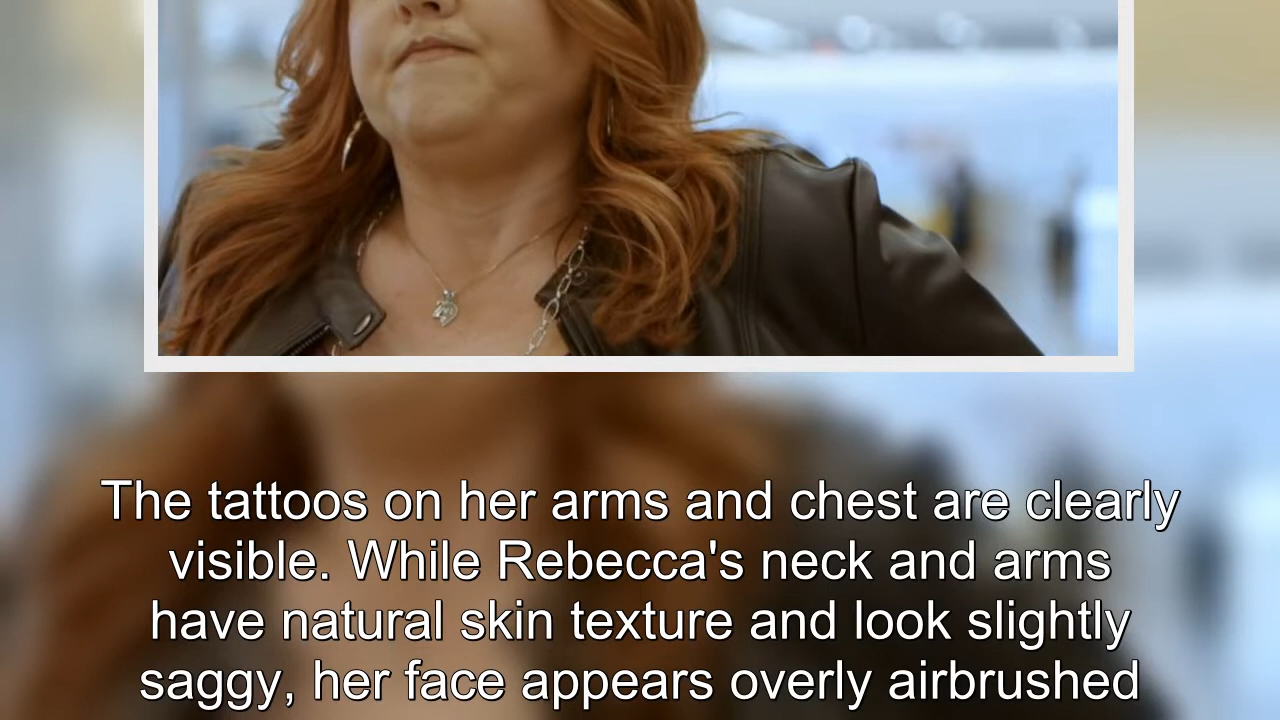 The tattoos on her arms and chest are clearly
visible. While Rebecca's neck and arms
have natural skin texture and look slightly
saggy, her face appears overly airbrushed